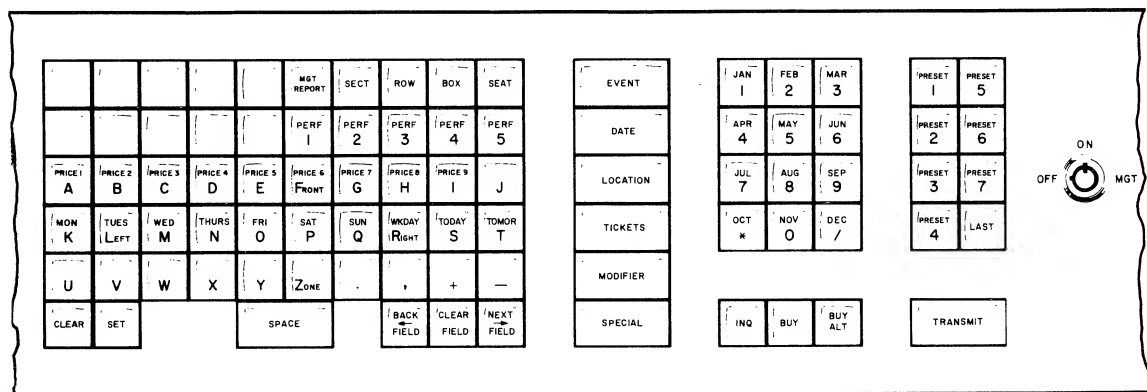 MGT REPORT SECT ROW BOX SEAT
PERF 1 PERF 2 PERF 3 PERF 4 PERF 5
PRICE 1 A PRICE 2 B PRICE 3 C PRICE 4 D PRICE 5 E PRICE 6 FRONT PRICE 7 G PRICE 8 H PRICE 9 I J
MON K TUES LEFT WED M THURS N FRI O SAT P SUN Q WKDAY RIGHT TODAY S TOMOR T
U V W X Y ZONE . , + —
CLEAR SET SPACE BACK ← FIELD CLEAR FIELD NEXT → FIELD
EVENT
DATE
LOCATION
TICKETS
MODIFIER
SPECIAL
JAN 1 FEB 2 MAR 3
APR 4 MAY 5 JUN 6
JUL 7 AUG 8 SEP 9
OCT * NOV 0 DEC /
INQ BUY BUY ALT
PRESET 1 PRESET 5
PRESET 2 PRESET 6
PRESET 3 PRESET 7
PRESET 4 LAST
TRANSMIT
ON
OFF MGT